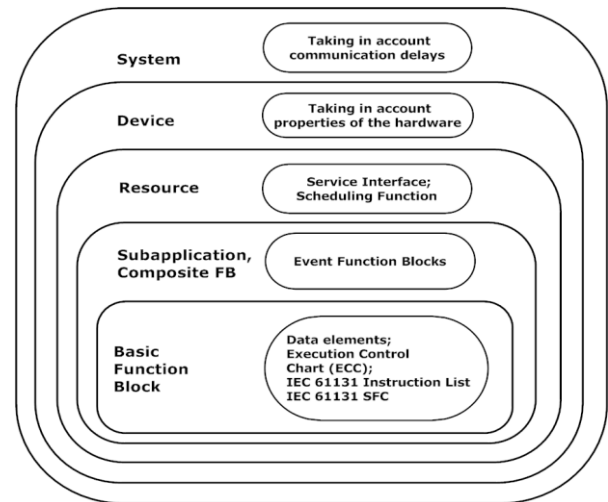 System
Taking in account
communication delays
Device
Taking in account
properties of the hardware
Resource
Service Interface;
Scheduling Function
Subapplication,
Composite FB
Event Function Blocks
Basic
Function
Block
Data elements;
Execution Control
Chart (ECC);
IEC 61131 Instruction List
IEC 61131 SFC